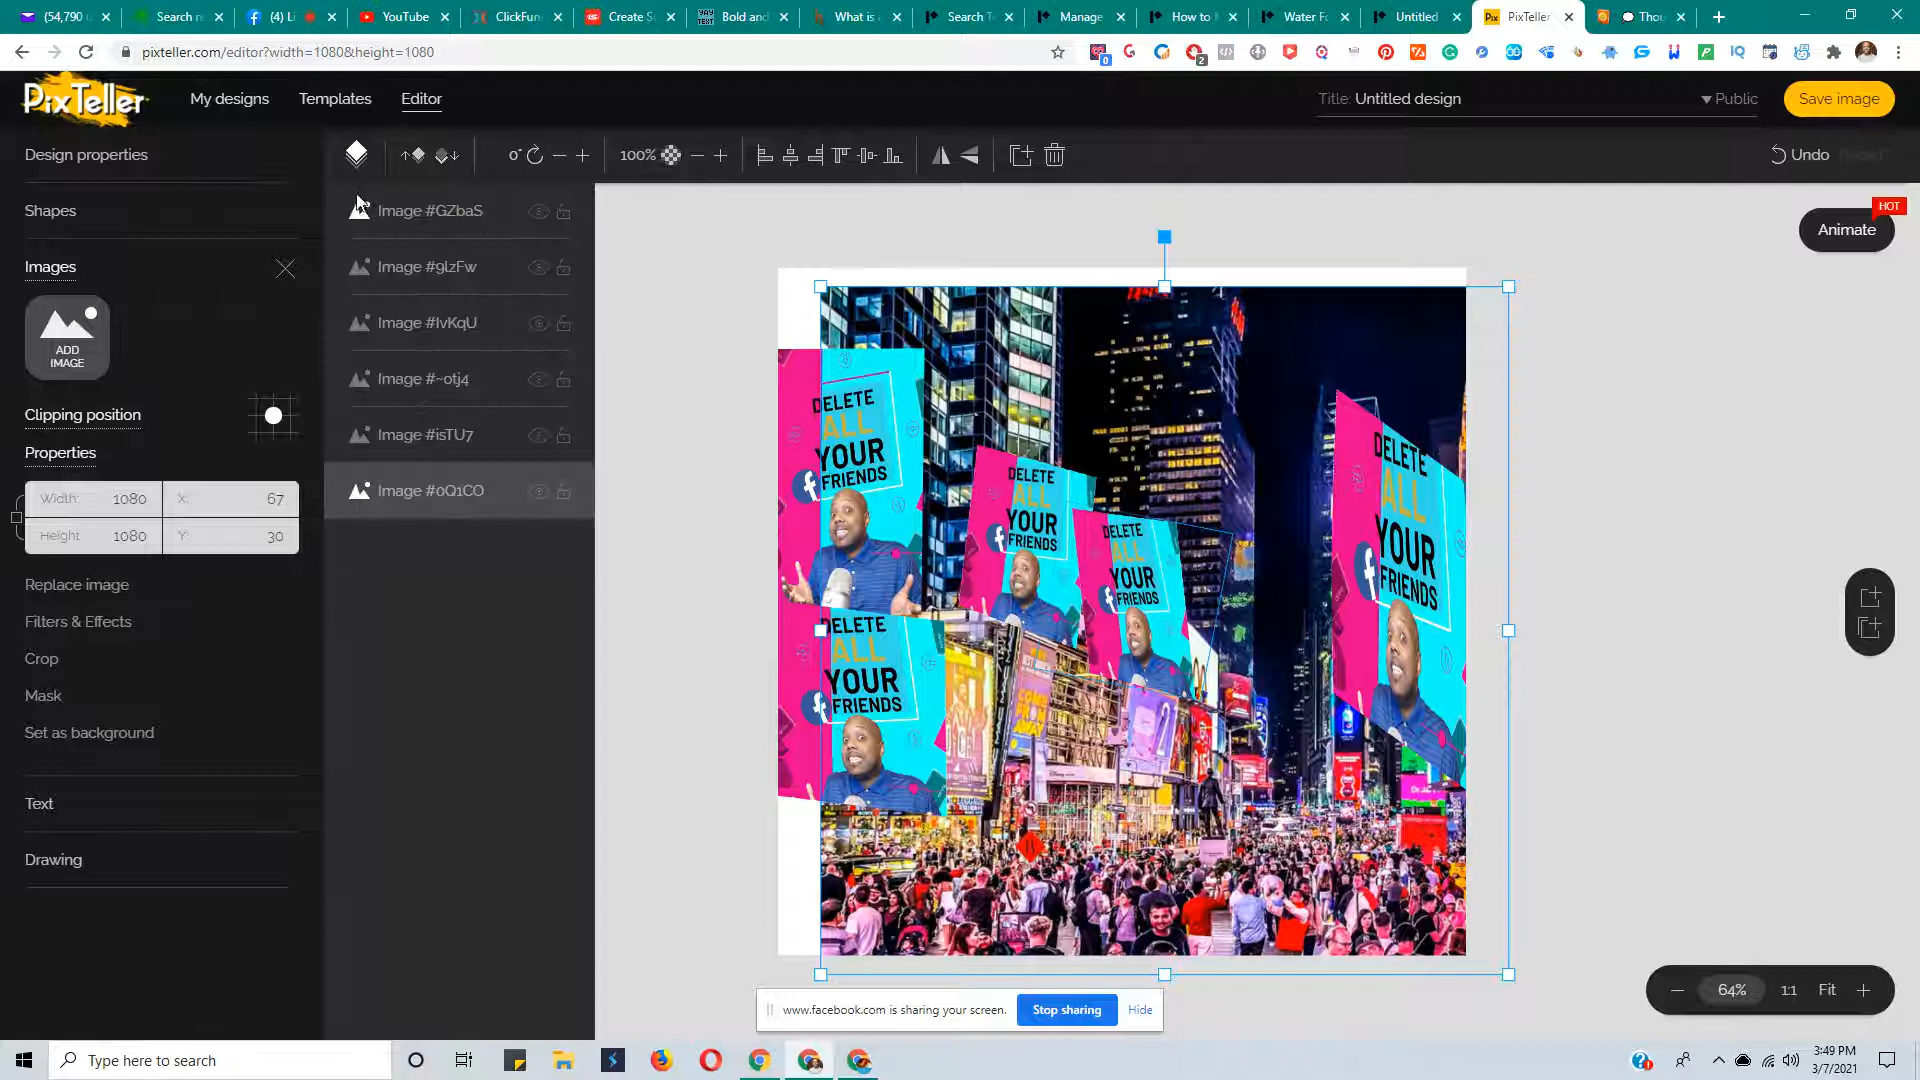 (54,790
Search r
(4) Li
YouTube
ClickFun
Create S
Bold and
What is
Search T
Manage
How to
Water Fo
Untitled
PixTeller
Thou
pixteller.com/editor?width=1080&height=1080
PixTeller
My designs
Templates
Editor
Title: Untitled design
Public
Save image
Design properties
0°
100%
Undo
Shapes
Image #GZbaS
HOT
Animate
Images
Image #9lzFw
ADD
IMAGE
Image #IvKqU
Image #~otj4
Clipping position
Image #isTU7
Properties
Image #0Q1CO
Width: 1080 X: 67
Height 1080 Y: 30
Replace image
Filters & Effects
Crop
Mask
Set as background
Text
Drawing
DELETE
ALL
YOUR
FRIENDS
DELETE
ALL
YOUR
FRIENDS
DELETE
ALL
YOUR
FRIENDS
DELETE
ALL
YOUR
FRIENDS
DELETE
ALL
YOUR
FRIENDS
COME
AWAY
64%
1:1
Fit
www.facebook.com is sharing your screen.
Stop sharing
Hide
Type here to search
3:49 PM
3/7/2021